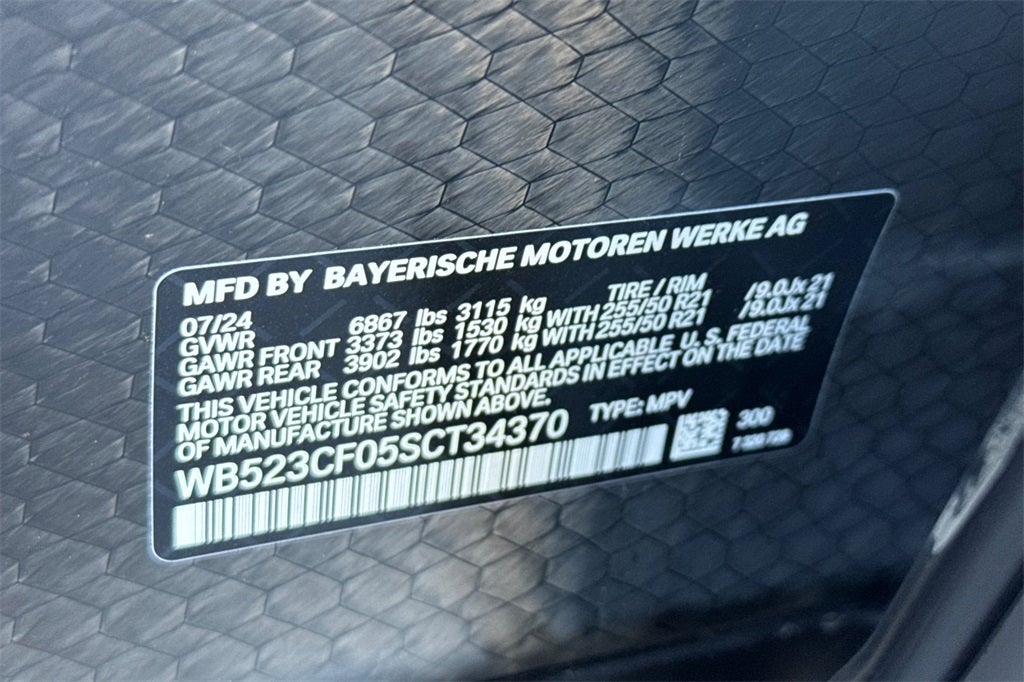 MFD BY BAYERISCHE MOTOREN WERKE AG
07/24 TIRE / RIM
GVWR 6867 lbs 3115 kg
GAWR FRONT 3373 lbs 1530 kg WITH 255/50 R21 / 9.0Jx21
GAWR REAR 3902 lbs 1770 kg WITH 255/50 R21 / 9.0Jx21
THIS VEHICLE CONFORMS TO ALL APPLICABLE U. S. FEDERAL
MOTOR VEHICLE SAFETY STANDARDS IN EFFECT ON THE DATE
OF MANUFACTURE SHOWN ABOVE.
WB523CF05SCT34370 TYPE: MPV
300